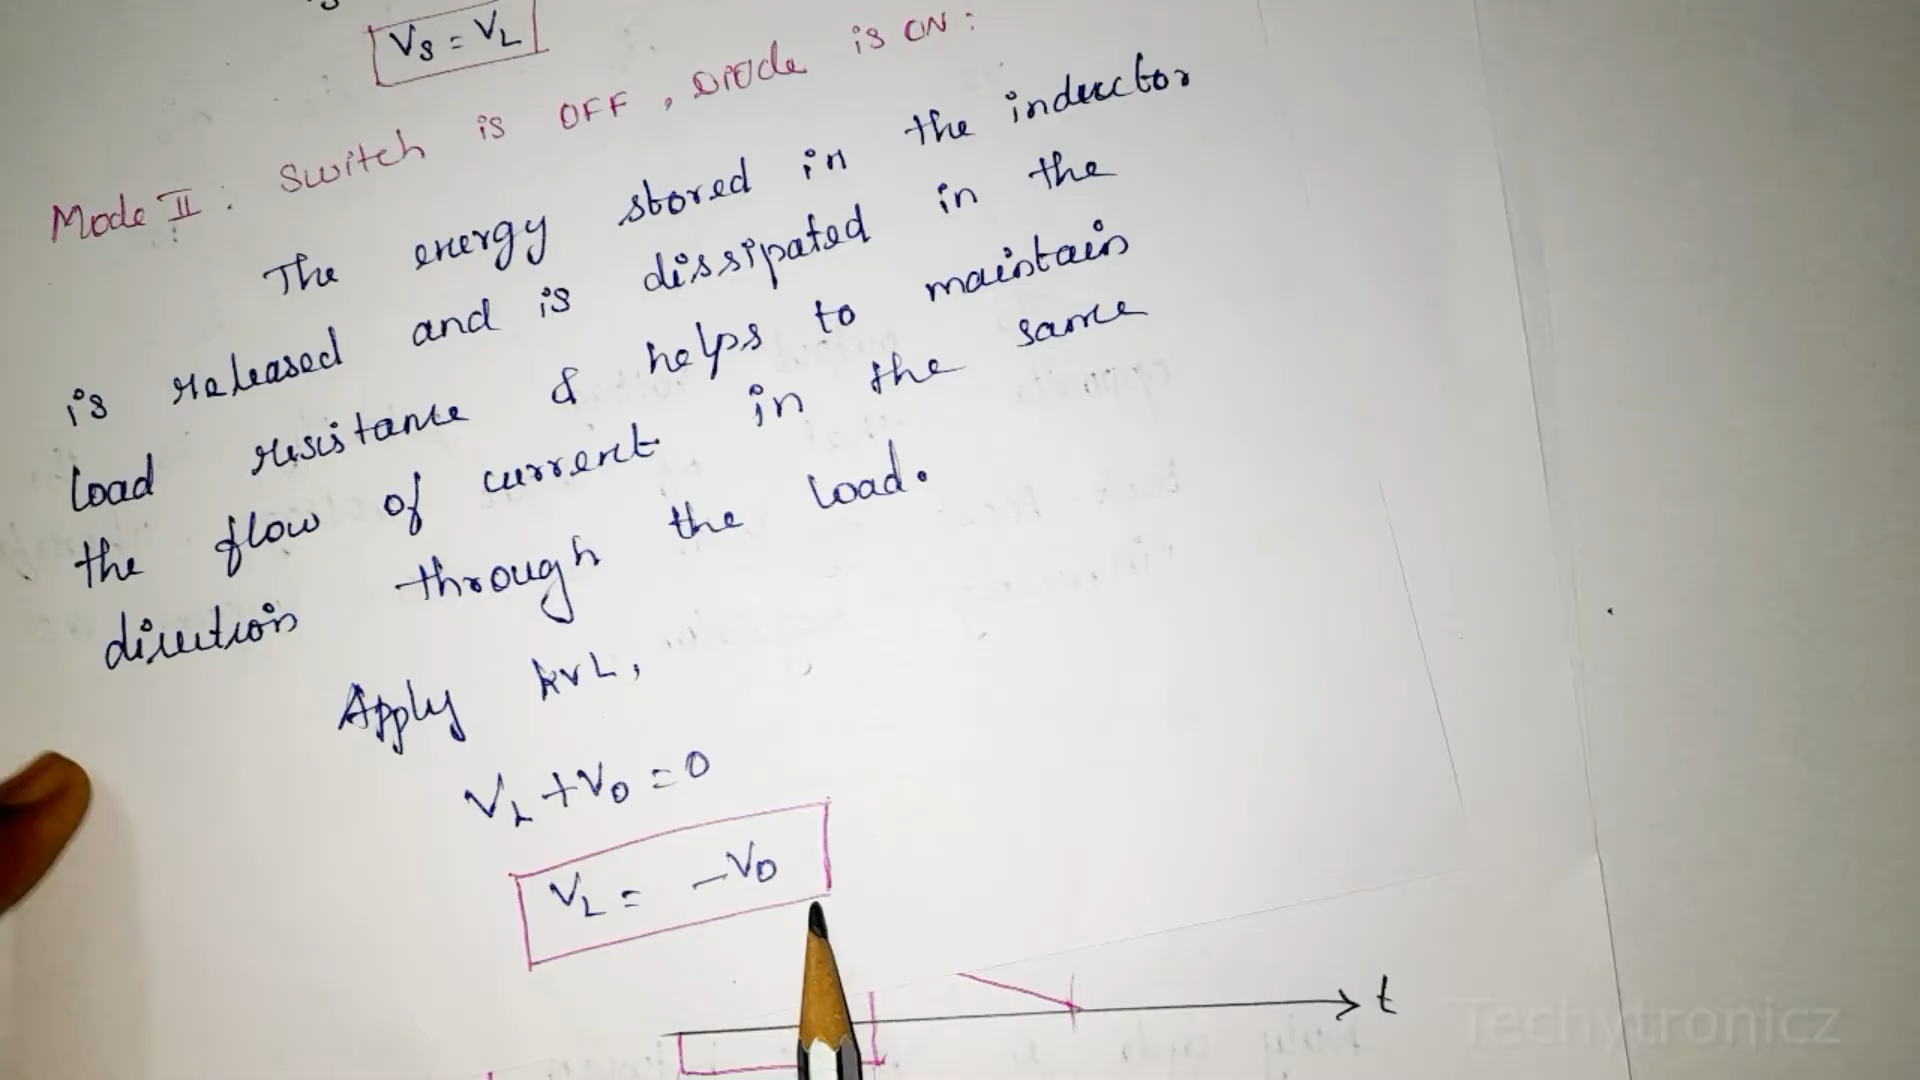 Vs = VL
Mode II : Switch is OFF , Diode is ON :
The energy stored in the inductor
is released and is dissipated in the
load resistance & helps to maintain
the flow of current in the same
direction through the load.
Apply KVL,
VL + V0 = 0
VL = -V0
t
Techytronicz